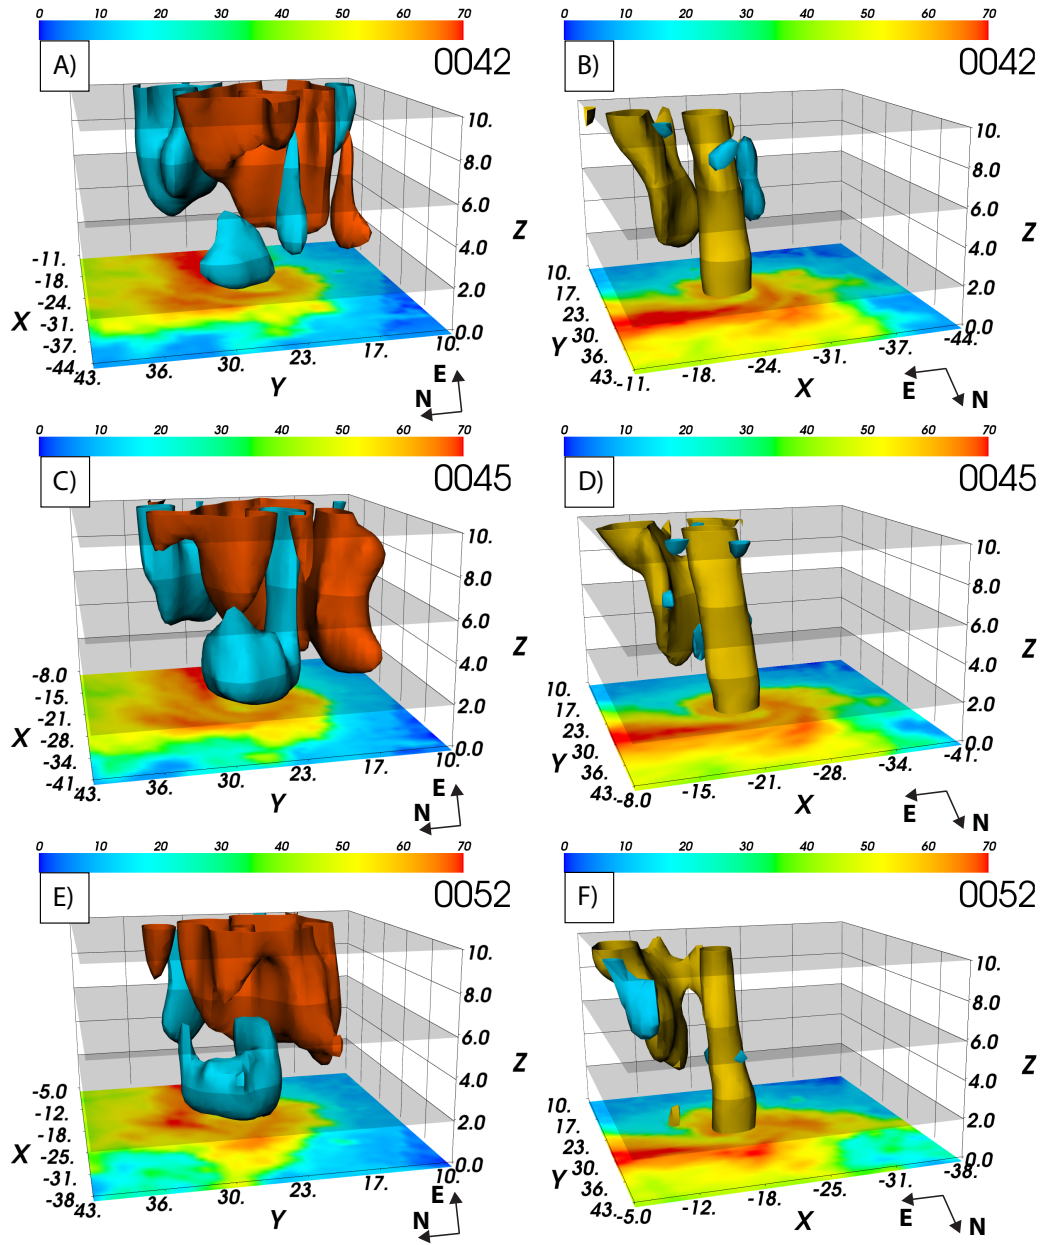 0 10 20 30 40 50 60 70
A) 0042
10.
8.0
6.0
4.0
2.0
0.0
Z
-11.
-18.
-24.
-31.
-37.
-44.
X
43. 36. 30. 23. 17. 10.
Y
E
N
0 10 20 30 40 50 60 70
B) 0042
10.
8.0
6.0
4.0
2.0
0.0
Z
10.
17.
23.
30.
36.
43.
Y
-11. -18. -24. -31. -37. -44.
X
E
N
0 10 20 30 40 50 60 70
C) 0045
10.
8.0
6.0
4.0
2.0
0.0
Z
-8.0
-15.
-21.
-28.
-34.
-41.
X
43. 36. 30. 23. 17. 10.
Y
E
N
0 10 20 30 40 50 60 70
D) 0045
10.
8.0
6.0
4.0
2.0
0.0
Z
10.
17.
23.
30.
36.
43.
Y
-8.0 -15. -21. -28. -34. -41.
X
E
N
0 10 20 30 40 50 60 70
E) 0052
10.
8.0
6.0
4.0
2.0
0.0
Z
-5.0
-12.
-18.
-25.
-31.
-38.
X
43. 36. 30. 23. 17. 10.
Y
E
N
0 10 20 30 40 50 60 70
F) 0052
10.
8.0
6.0
4.0
2.0
0.0
Z
10.
17.
23.
30.
36.
43.
Y
-5.0 -12. -18. -25. -31. -38.
X
E
N